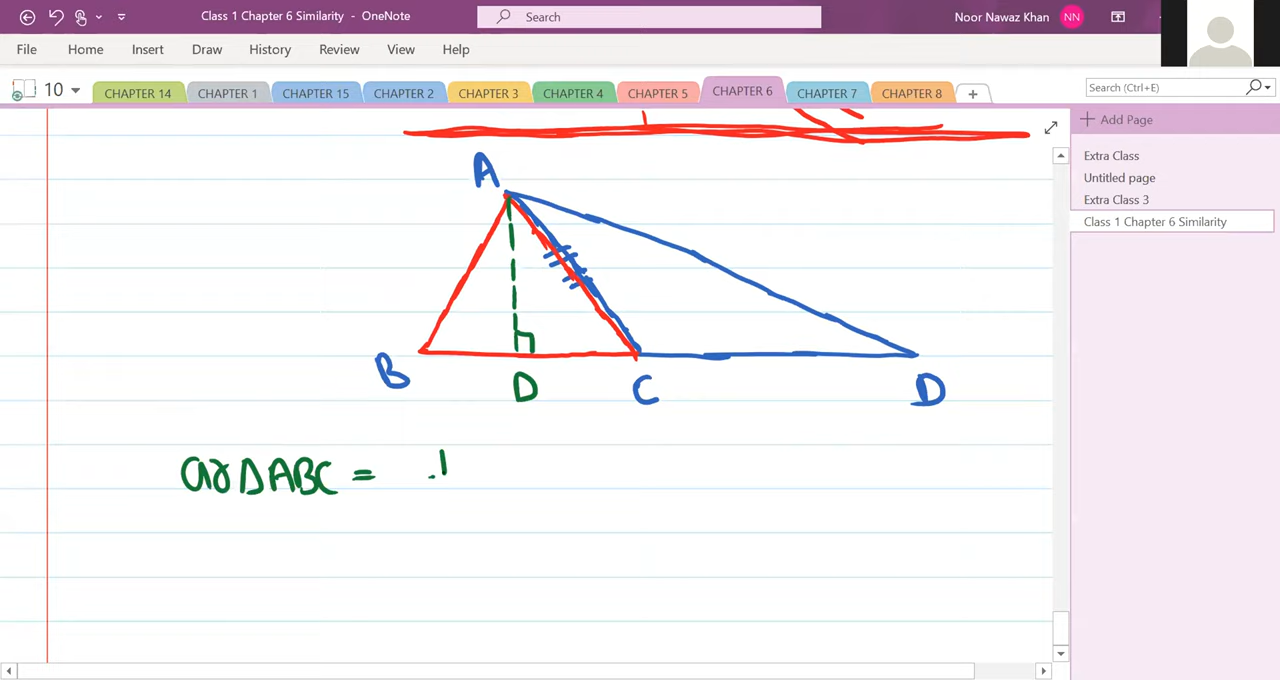 Class 1 Chapter 6 Similarity - OneNote
Search
Noor Nawaz Khan NN
File Home Insert Draw History Review View Help
10 CHAPTER 14 CHAPTER 1 CHAPTER 15 CHAPTER 2 CHAPTER 3 CHAPTER 4 CHAPTER 5 CHAPTER 6 CHAPTER 7 CHAPTER 8
Search (Ctrl+E)
Add Page
Extra Class
Untitled page
Extra Class 3
Class 1 Chapter 6 Similarity
A
B D C D
ar Δ ABC =